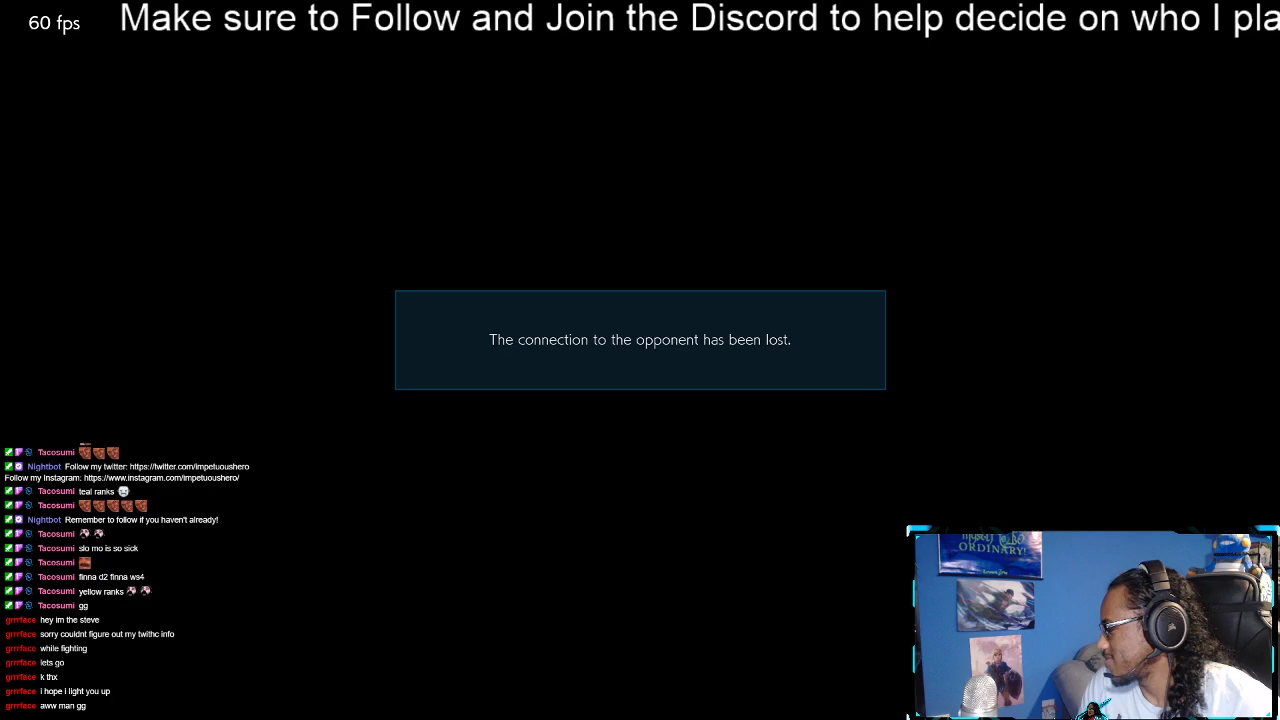 60 fps
Make sure to Follow and Join the Discord to help decide on who I pla
The connection to the opponent has been lost.
Tacosumi
Nightbot Follow my twitter: https://twitter.com/impetuoushero
Follow my Instagram: https://www.instagram.com/impetuoushero/
Tacosumi teal ranks
Tacosumi
Nightbot Remember to follow if you haven't already!
Tacosumi
Tacosumi slo mo is so sick
Tacosumi
Tacosumi finna d2 finna ws4
Tacosumi yellow ranks
Tacosumi gg
grrrface hey im the steve
grrrface sorry couldnt figure out my twithc info
grrrface while fighting
grrrface lets go
grrrface k thx
grrrface i hope i light you up
grrrface aww man gg
ORDINARY!